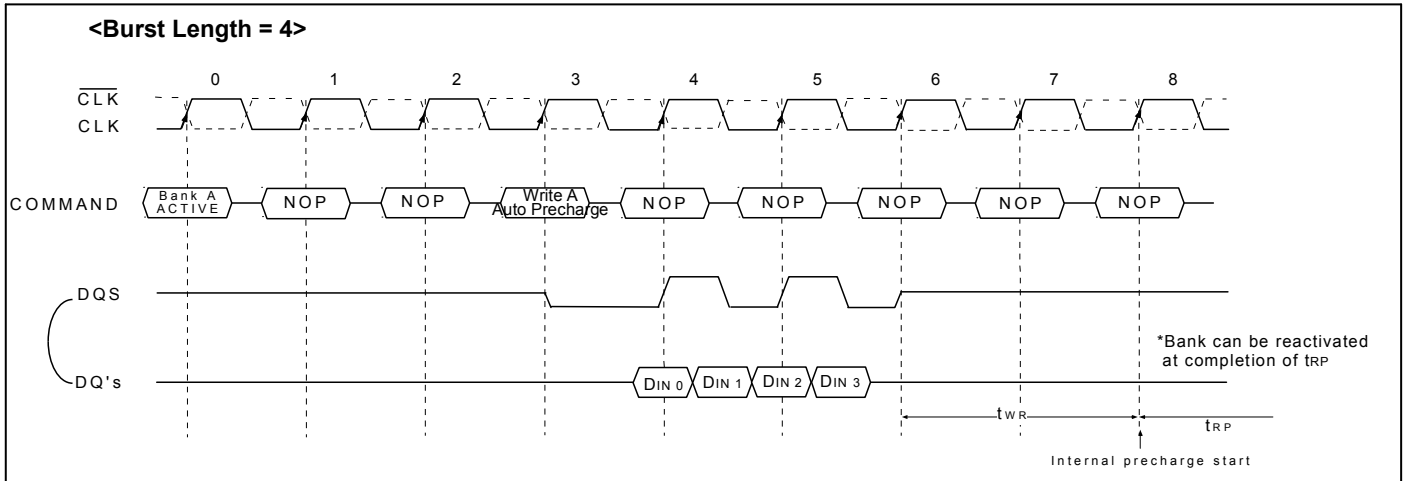 <Burst Length = 4>
0 1 2 3 4 5 6 7 8
CLK
CLK
COMMAND
Bank A
ACTIVE
NOP
NOP
Write A
Auto Precharge
NOP
NOP
NOP
NOP
NOP
DQS
*Bank can be reactivated
at completion of tRP
DQ's
DIN 0
DIN 1
DIN 2
DIN 3
tWR
tRP
Internal precharge start